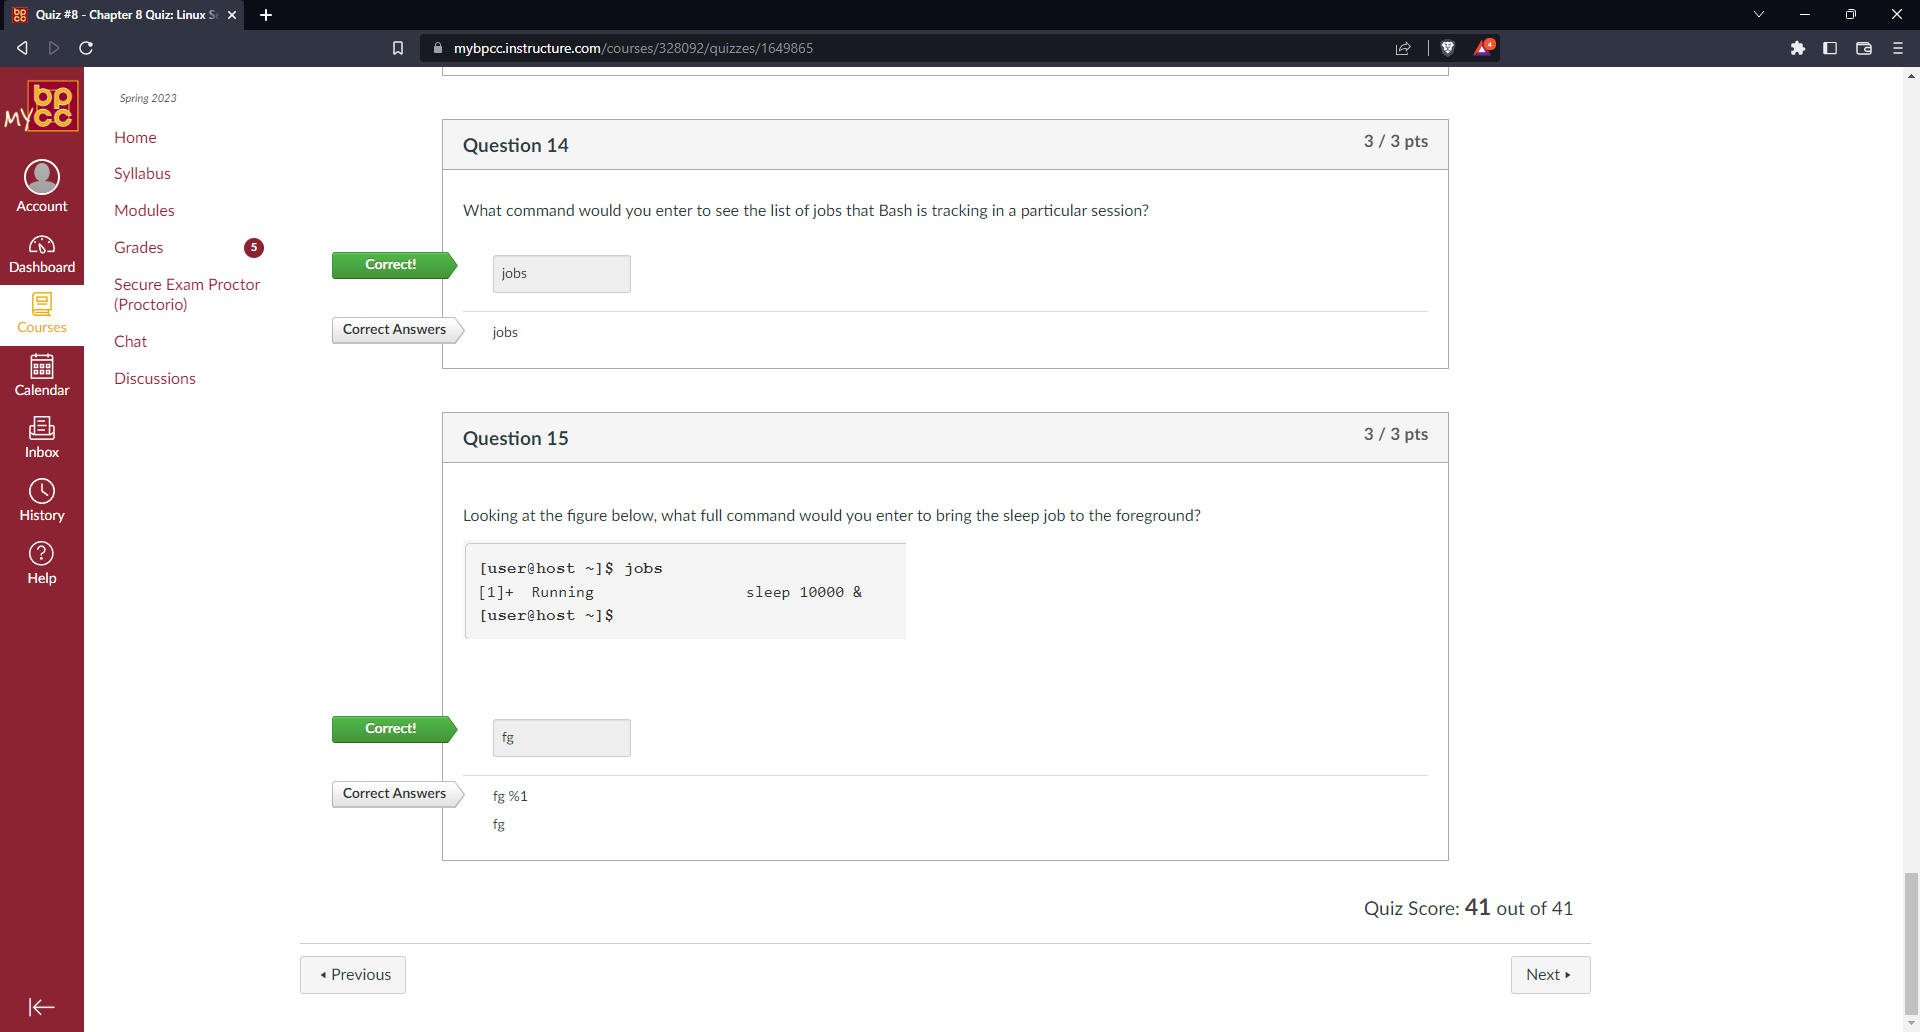 Quiz #8 - Chapter 8 Quiz: Linux S
mybpcc.instructure.com/courses/328092/quizzes/1649865
4
my bp cc
Account
Dashboard
Courses
Calendar
Inbox
History
Help
Spring 2023
Home
Syllabus
Modules
Grades 5
Secure Exam Proctor
(Proctorio)
Chat
Discussions
Question 14 3 / 3 pts
What command would you enter to see the list of jobs that Bash is tracking in a particular session?
Correct! jobs
Correct Answers jobs
Question 15 3 / 3 pts
Looking at the figure below, what full command would you enter to bring the sleep job to the foreground?
[user@host ~]$ jobs
[1]+ Running sleep 10000 &
[user@host ~]$
Correct! fg
Correct Answers fg %1
fg
Quiz Score: 41 out of 41
Previous Next